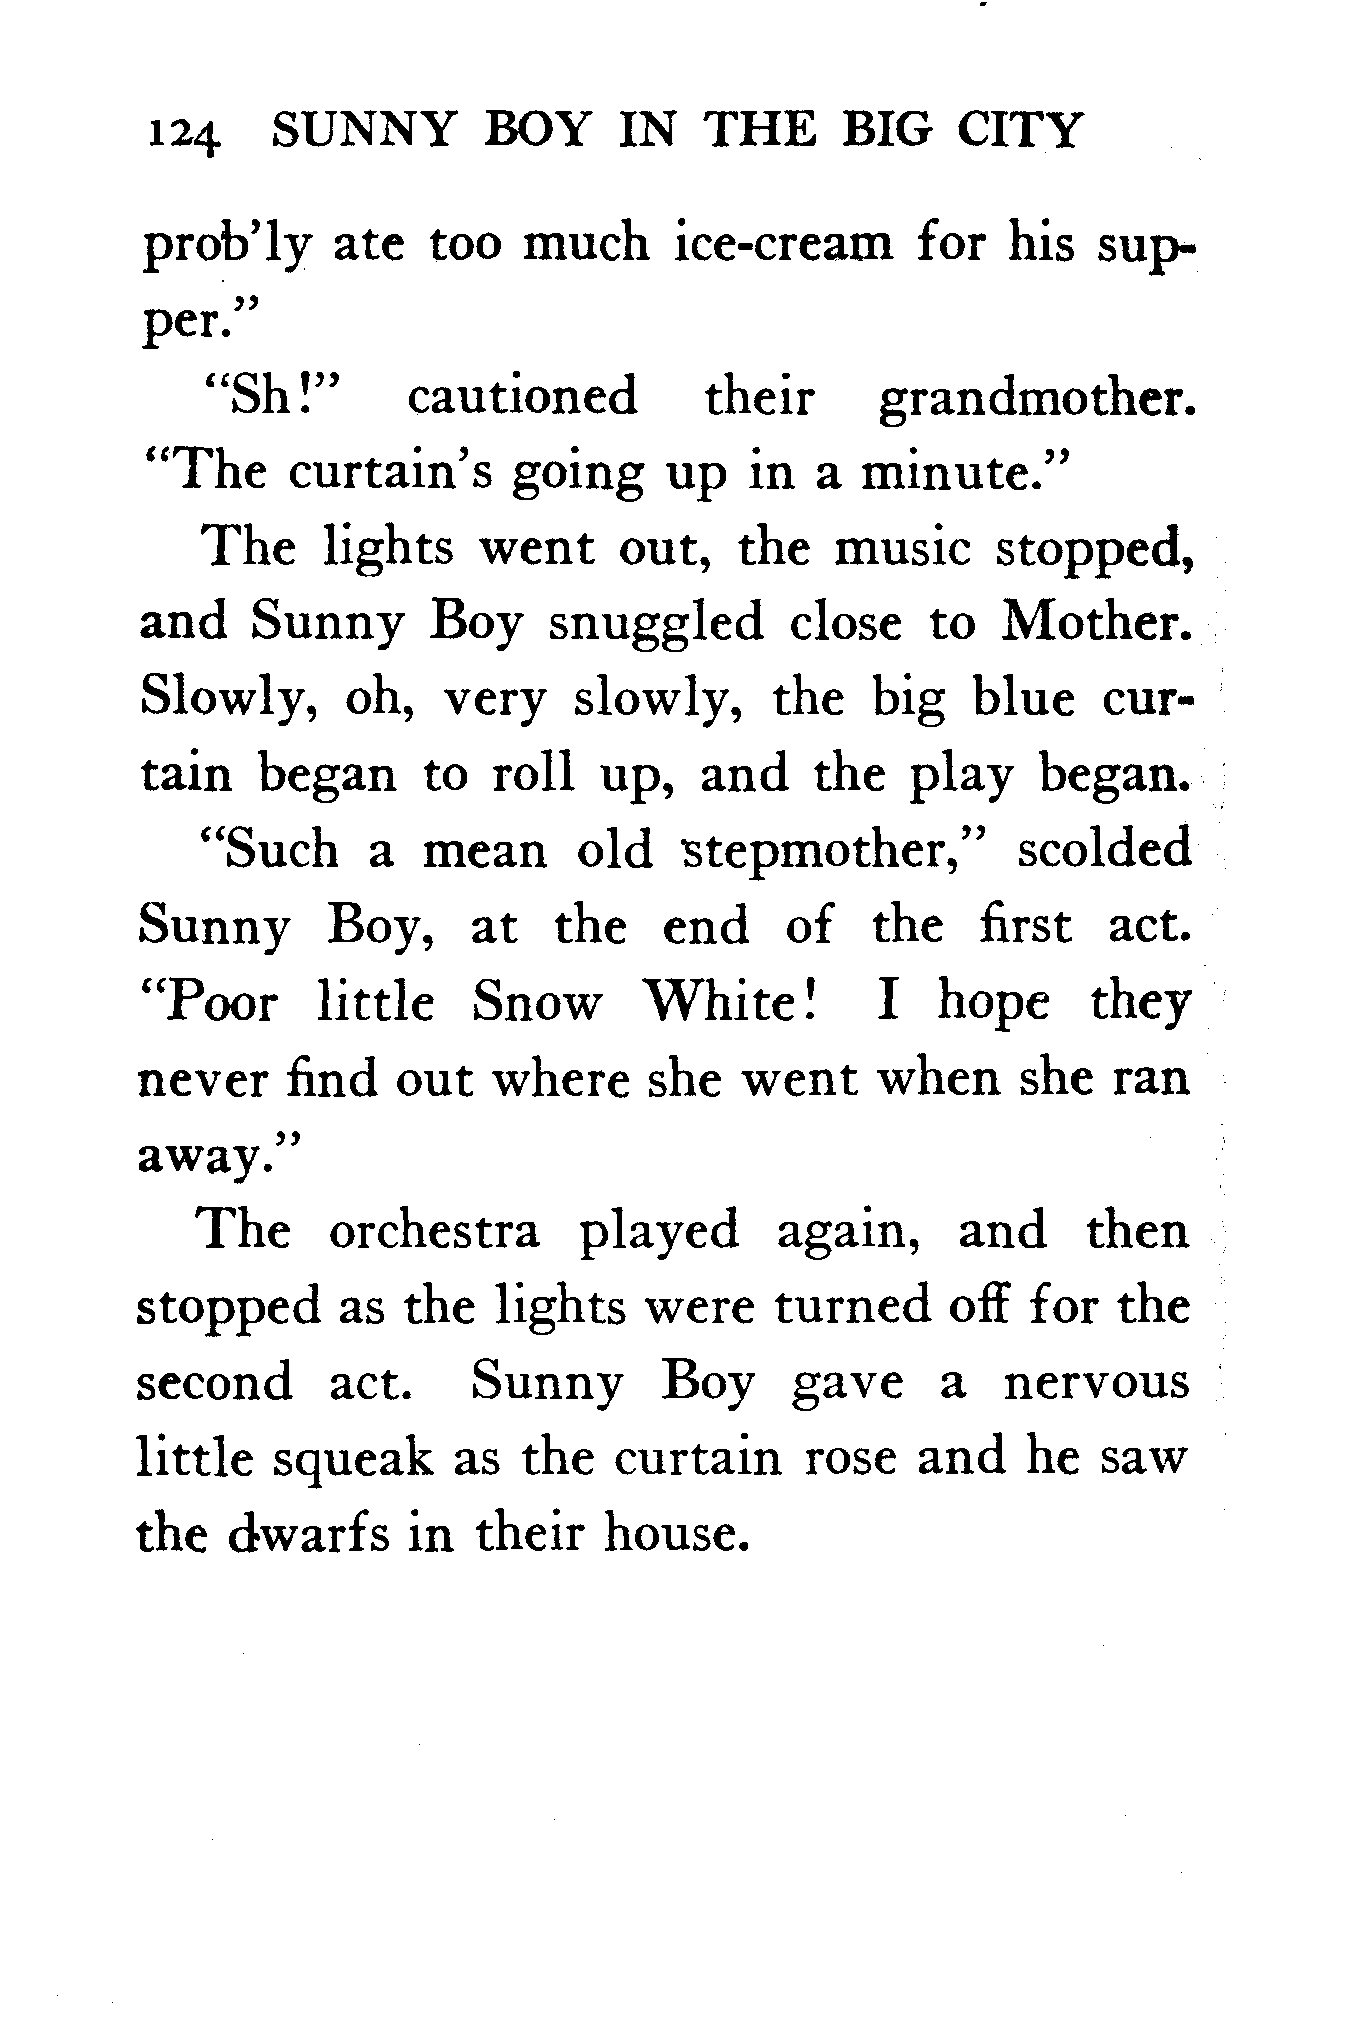 124 SUNNY BOY IN THE BIG CITY
prob’ly ate too much ice-cream for his sup-
per.”
“Sh!” cautioned their grandmother.
“The curtain’s going up in a minute.”
The lights went out, the music stopped,
and Sunny Boy snuggled close to Mother.
Slowly, oh, very slowly, the big blue cur-
tain began to roll up, and the play began.
“Such a mean old stepmother,” scolded
Sunny Boy, at the end of the first act.
“Poor little Snow White! I hope they
never find out where she went when she ran
away.”
The orchestra played again, and then
stopped as the lights were turned off for the
second act. Sunny Boy gave a nervous
little squeak as the curtain rose and he saw
the dwarfs in their house.